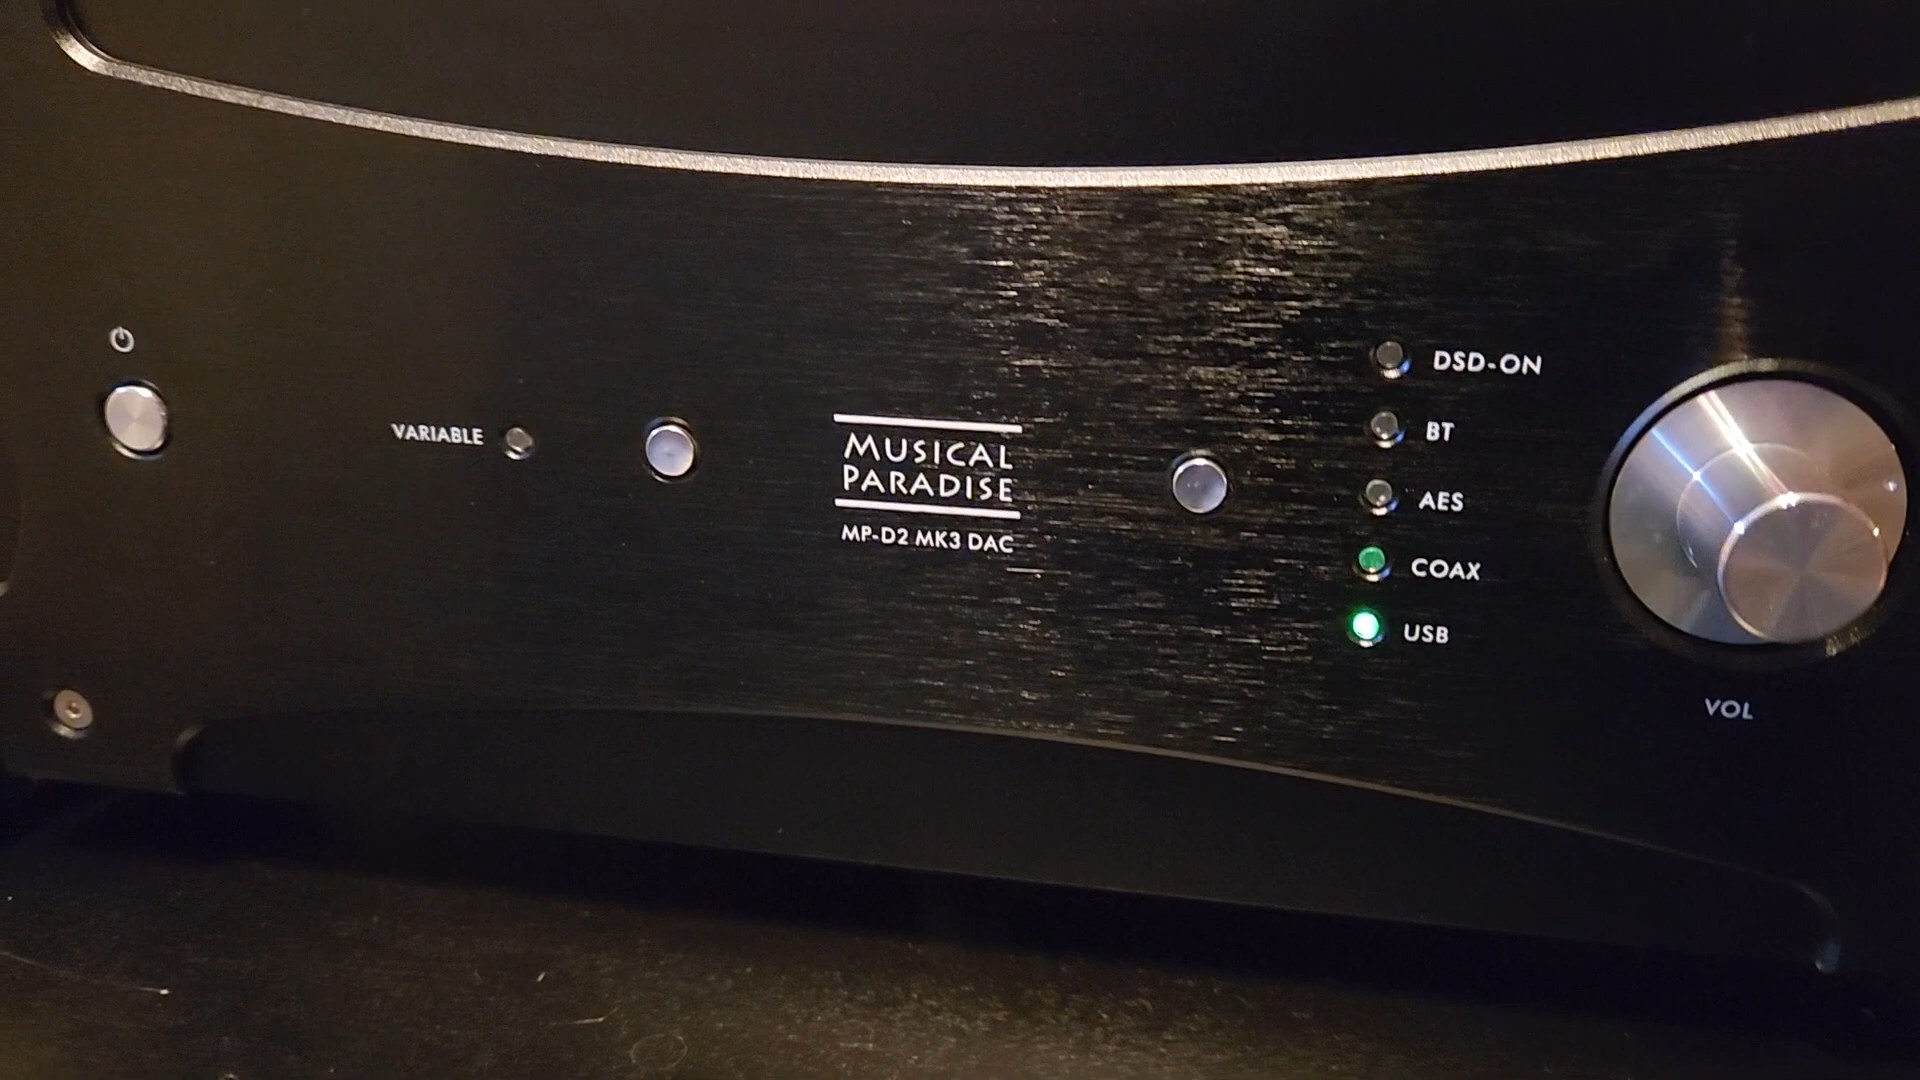 VARIABLE
MUSICAL
PARADISE
MP-D2 MK3 DAC
DSD-ON
BT
AES
COAX
USB
VOL